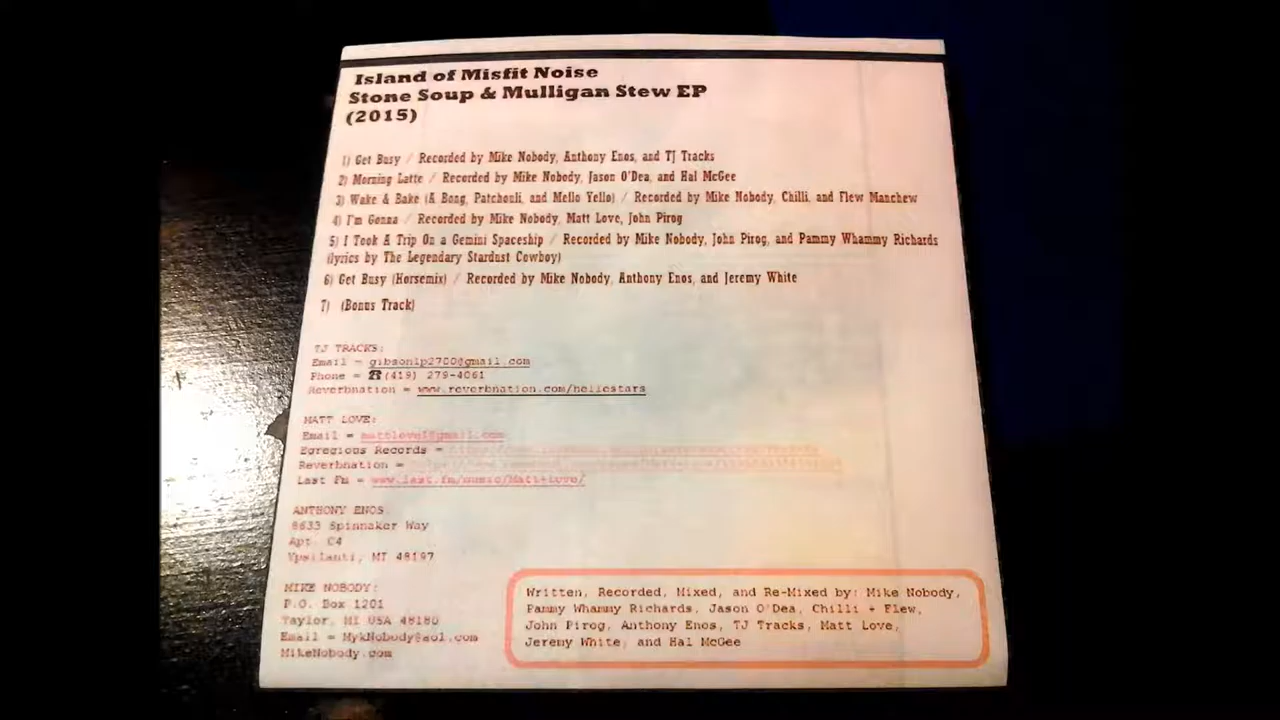 Island of Misfit Noise
Stone Soup & Mulligan Stew EP
(2015)
1) Get Busy / Recorded by Mike Nobody, Anthony Enos, and TJ Tracks
2) Morning Latte / Recorded by Mike Nobody, Jason O'Dea, and Hal McGee
3) Wake & Bake (A Bong, Patchouli, and Mello Yello) / Recorded by Mike Nobody, Chilli, and Flew Manchew
4) I'm Gonna / Recorded by Mike Nobody, Matt Love, John Pirog
5) I Took A Trip On a Gemini Spaceship / Recorded by Mike Nobody, John Pirog, and Pammy Whammy Richards
(lyrics by The Legendary Stardust Cowboy)
6) Get Busy (Horsemix) / Recorded by Mike Nobody, Anthony Enos, and Jeremy White
7) (Bonus Track)
TJ TRACKS:
Email = gibsonlp2700@gmail.com
Phone = ☎(419) 279-4061
Reverbnation = www.reverbnation.com/hellostars
MATT LOVE:
Email =
Egregious Records =
Reverbnation =
Last Fm = www.last.fm/music/Matt+Love/
ANTHONY ENOS
8633 Spinnaker Way
Apt. C4
Ypsilanti, MI 48197
MIKE NOBODY:
P.O. Box 1201
Taylor, MI USA 48180
Email = MykNobody@aol.com
MikeNobody.com
Written, Recorded, Mixed, and Re-Mixed by: Mike Nobody,
Pammy Whammy Richards, Jason O'Dea, Chilli + Flew,
John Pirog, Anthony Enos, TJ Tracks, Matt Love,
Jeremy White, and Hal McGee